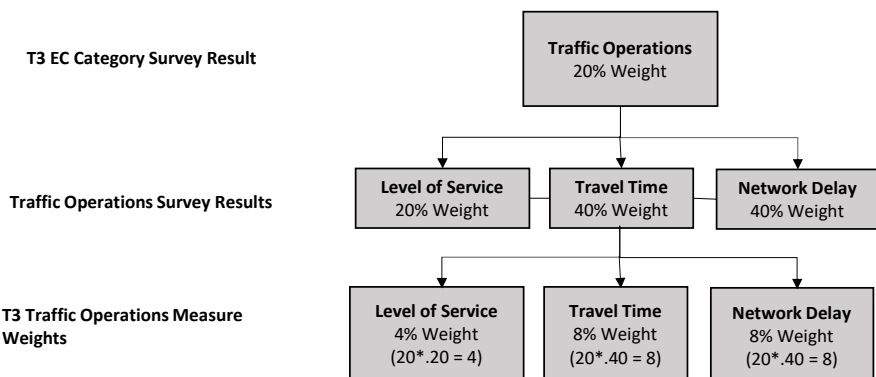 T3 EC Category Survey Result
Traffic Operations
20% Weight
Traffic Operations Survey Results
Level of Service
20% Weight
Travel Time
40% Weight
Network Delay
40% Weight
T3 Traffic Operations Measure
Weights
Level of Service
4% Weight
(20*.20 = 4)
Travel Time
8% Weight
(20*.40 = 8)
Network Delay
8% Weight
(20*.40 = 8)